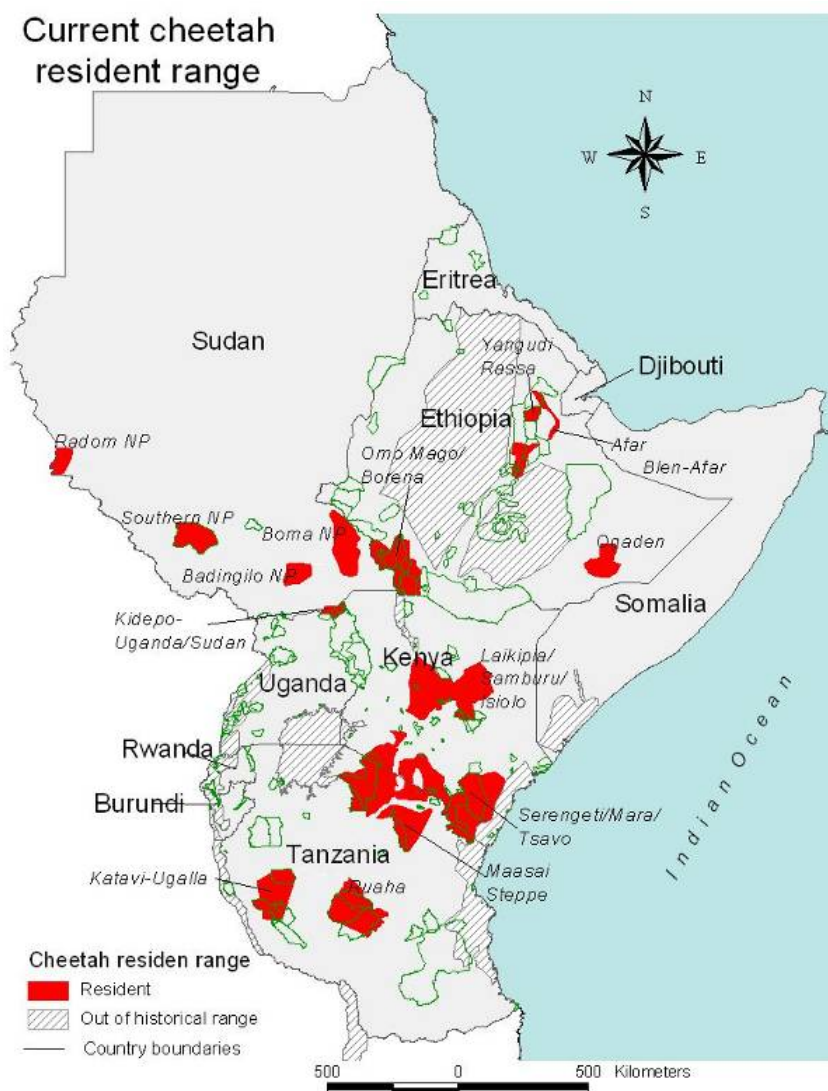 Current cheetah
resident range
N
W
E
S
Eritrea
Sudan
Yangudi
Rassa
Djibouti
Ethiopia
Radom NP
Omo Mago/
Borena
Afar
Blen-Afar
Southern NP
Boma NP
Ogaden
Badingilo NP
Somalia
Kidepo-
Uganda/Sudan
Kenya
Laikipia/
Samburu/
Isiolo
Uganda
Rwanda
Burundi
Indian Ocean
Serengeti/Mara/
Tsavo
Tanzania
Maasai
Steppe
Katavi-Ugalla
Ruaha
Cheetah residen range
Resident
Out of historical range
Country boundaries
500
0
500 Kilometers